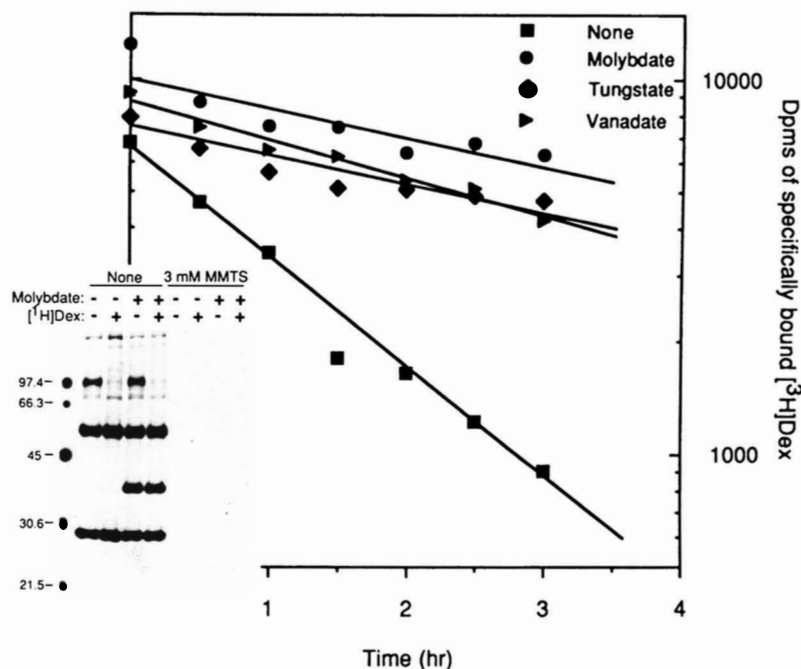 None
Molybdate
Tungstate
Vanadate
10000
1000
Dpms of specifically bound [³H]Dex
None 3 mM MMTS
Molybdate: - - + + - - + +
[¹H]Dex: - + - + - + - +
97.4–
66.3–
45–
30.6–
21.5–
1 2 3 4
Time (hr)